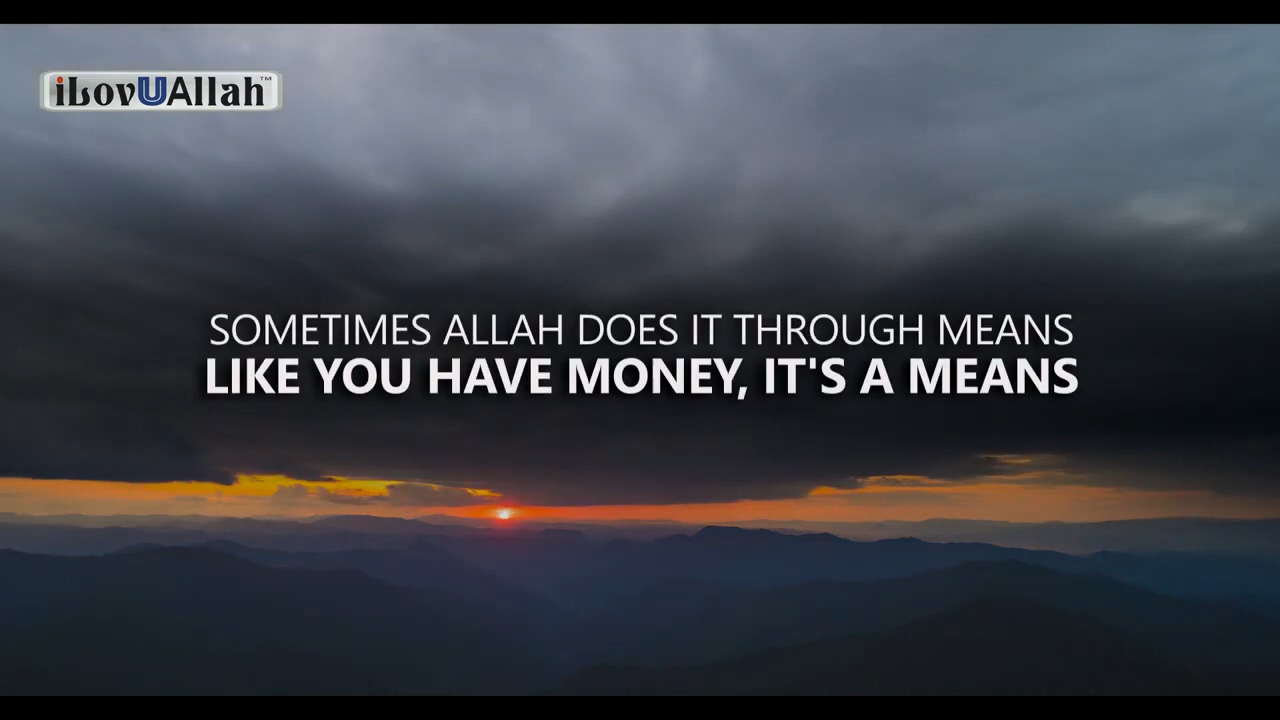 iLovUAllah™
SOMETIMES ALLAH DOES IT THROUGH MEANS
LIKE YOU HAVE MONEY, IT'S A MEANS